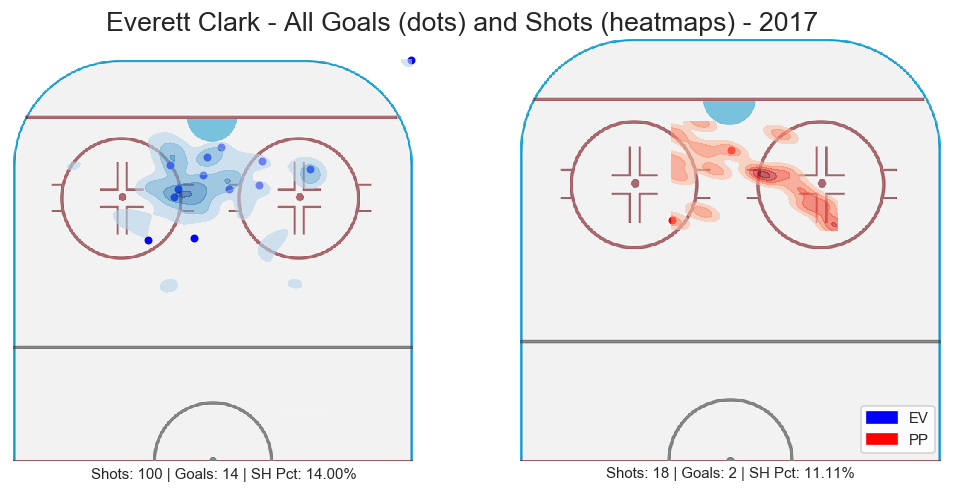 Everett Clark - All Goals (dots) and Shots (heatmaps) - 2017
EV
PP
Shots: 100 | Goals: 14 | SH Pct: 14.00%
Shots: 18 | Goals: 2 | SH Pct: 11.11%